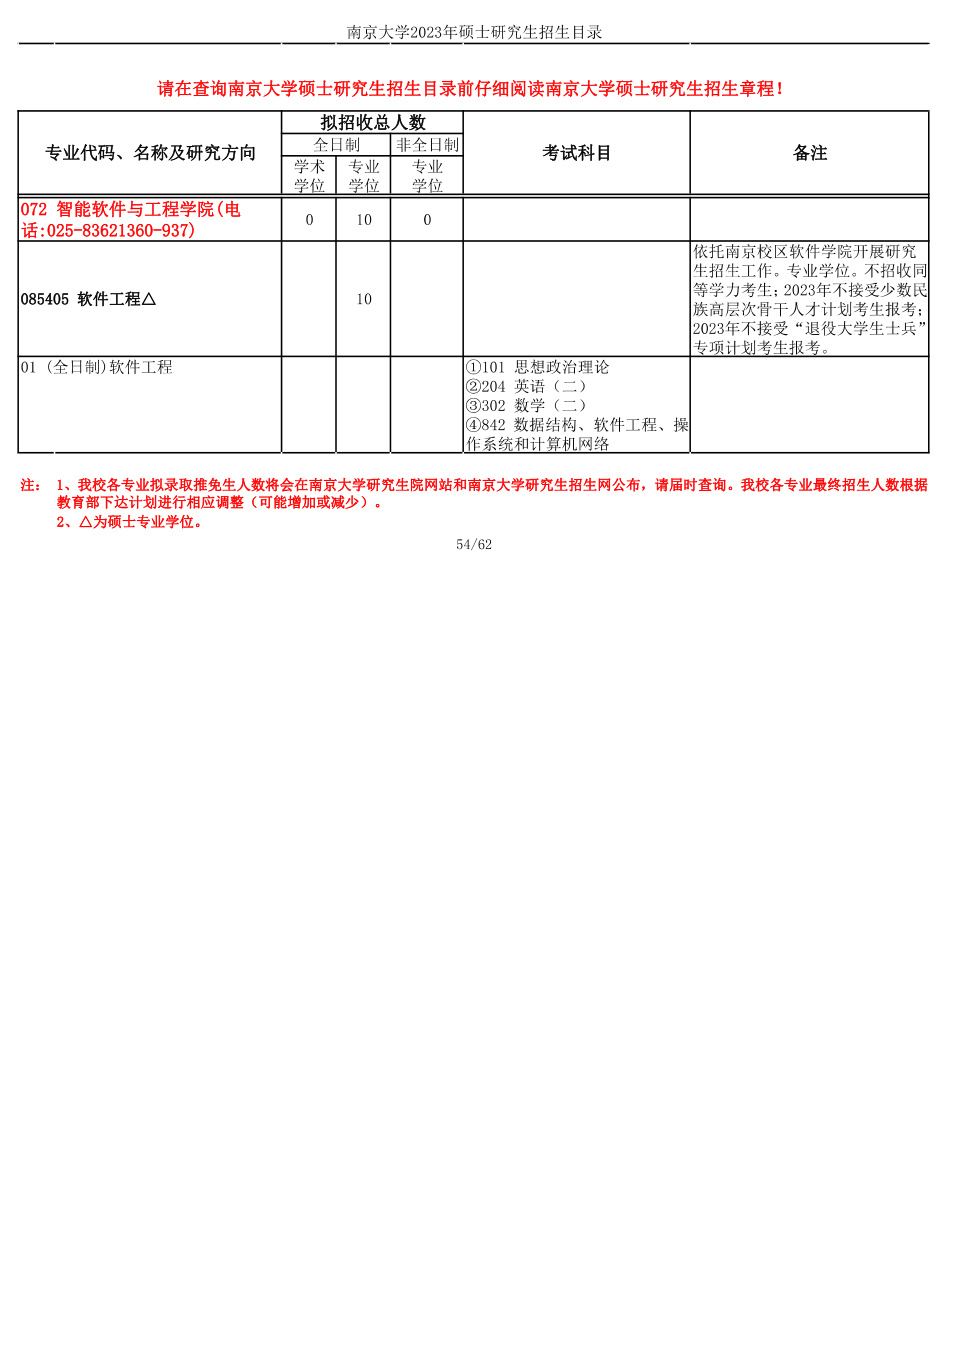 南京大学2023年硕士研究生招生目录
请在查询南京大学硕士研究生招生目录前仔细阅读南京大学硕士研究生招生章程！
专业代码、名称及研究方向
拟招收总人数
考试科目
备注
全日制
非全日制
学术学位
专业学位
专业学位
072 智能软件与工程学院(电
话:025-83621360-937)
0
10
0
085405 软件工程△
10
依托南京校区软件学院开展研究
生招生工作。专业学位。不招收同
等学力考生；2023年不接受少数民
族高层次骨干人才计划考生报考；
2023年不接受“退役大学生士兵”
专项计划考生报考。
01 (全日制)软件工程
①101 思想政治理论
②204 英语（二）
③302 数学（二）
④842 数据结构、软件工程、操
作系统和计算机网络
注： 1、我校各专业拟录取推免生人数将会在南京大学研究生院网站和南京大学研究生招生网公布，请届时查询。我校各专业最终招生人数根据
教育部下达计划进行相应调整（可能增加或减少）。
2、△为硕士专业学位。
54/62